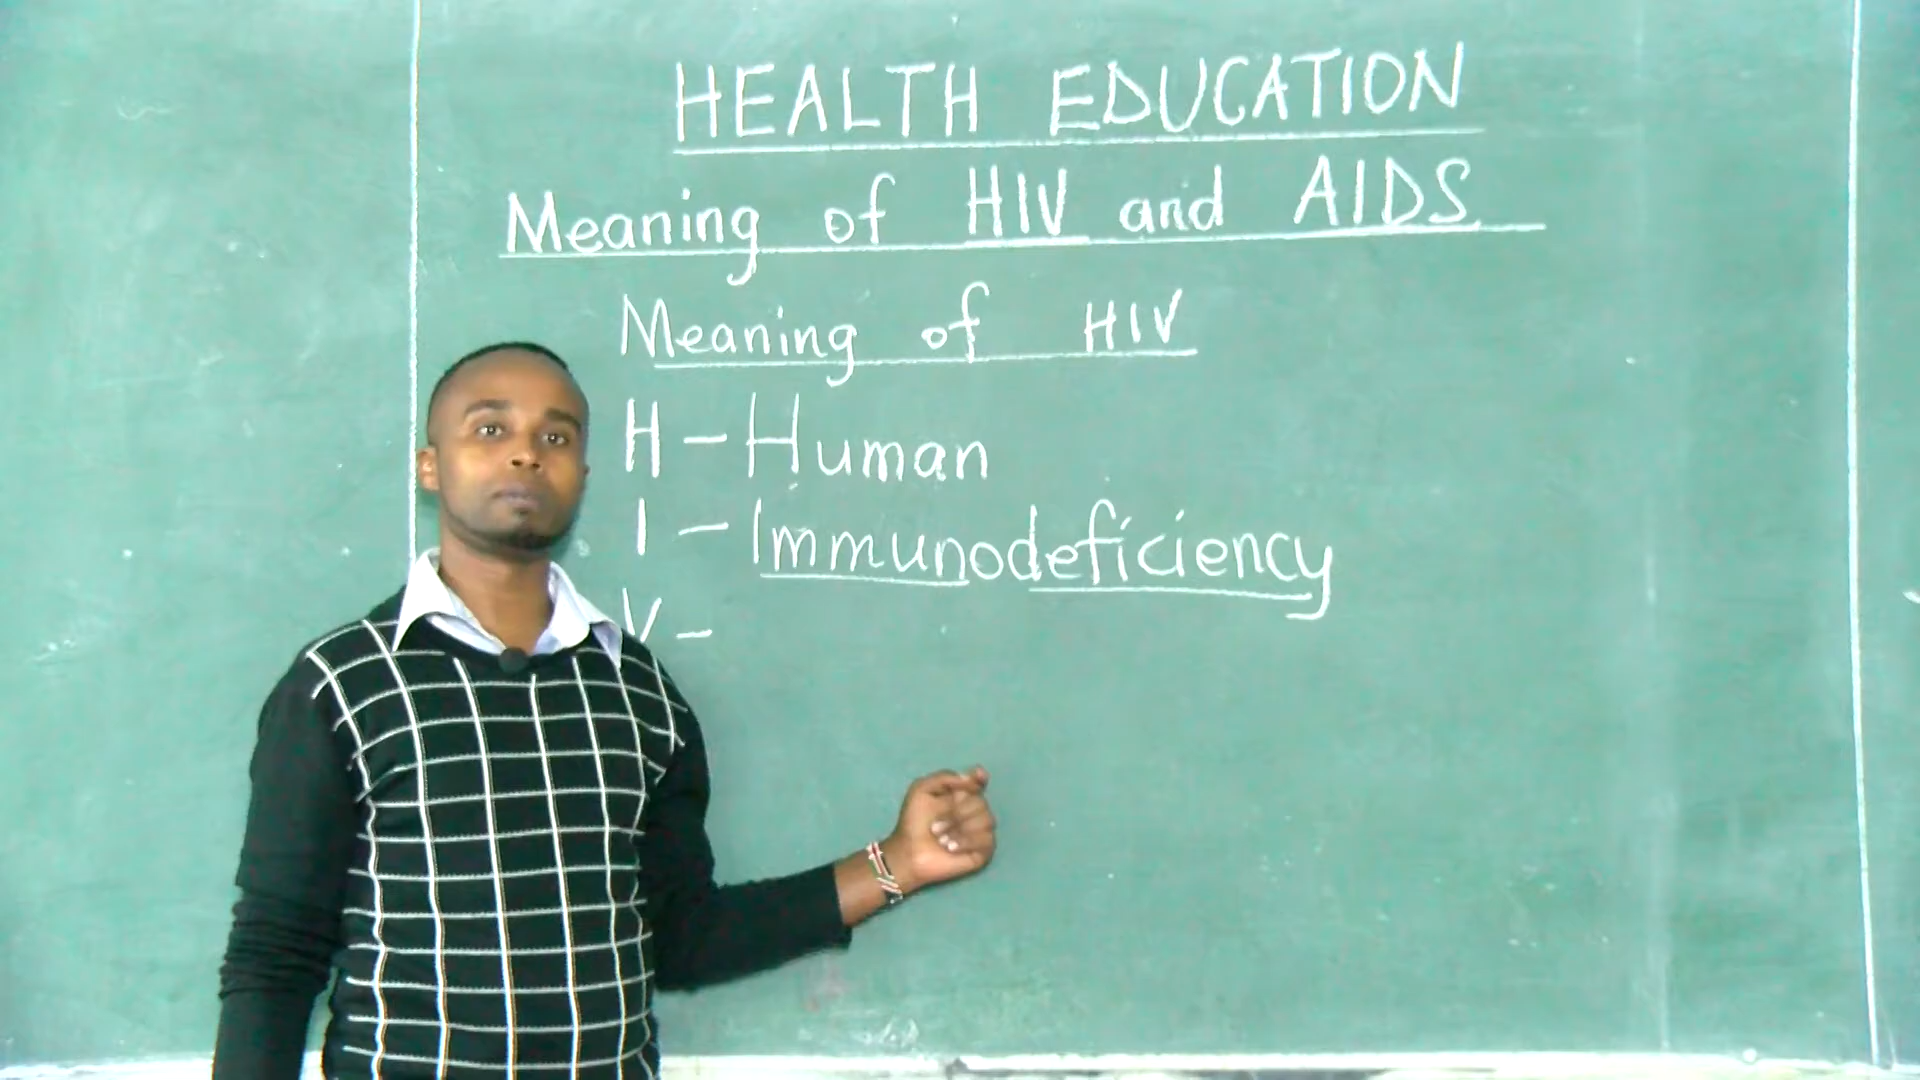 HEALTH EDUCATION
Meaning of HIV and AIDS
Meaning of HIV
H - Human
I - Immunodeficiency
V -